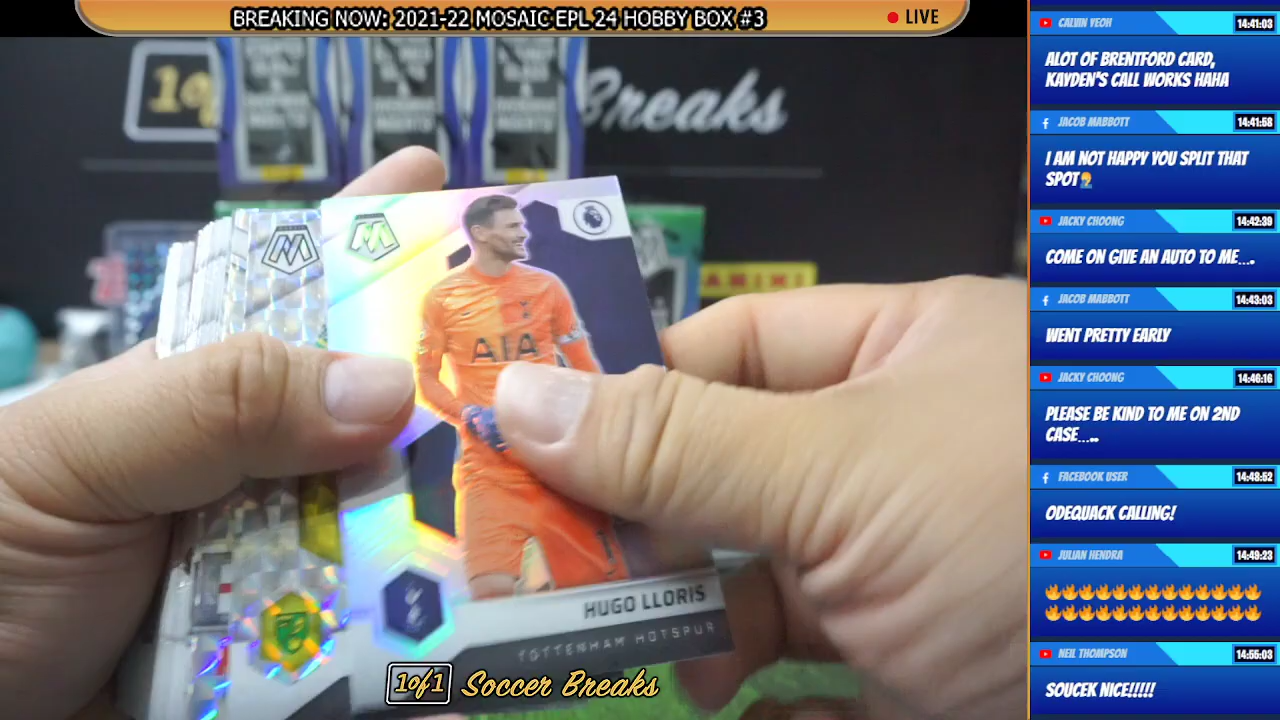 BREAKING NOW: 2021-22 MOSAIC EPL 24 HOBBY BOX #3
LIVE
Breaks
PANINI
AIA
HUGO LLORIS
TOTTENHAM HOTSPUR
1of1 Soccer Breaks
CALVIN YEOH 14:41:03
ALOT OF BRENTFORD CARD,
KAYDEN'S CALL WORKS HAHA
JACOB MABBOTT 14:41:58
I AM NOT HAPPY YOU SPLIT THAT
SPOT🤦‍♂️
JACKY CHOONG 14:42:39
COME ON GIVE AN AUTO TO ME....
JACOB MABBOTT 14:43:03
WENT PRETTY EARLY
JACKY CHOONG 14:46:16
PLEASE BE KIND TO ME ON 2ND
CASE.....
FACEBOOK USER 14:48:52
ODEQUACK CALLING!
JULIAN HENDRA 14:49:23
🔥🔥🔥🔥🔥🔥🔥🔥🔥🔥🔥🔥🔥
🔥🔥🔥🔥🔥🔥🔥🔥🔥🔥🔥🔥🔥
NEIL THOMPSON 14:55:03
SOUCEK NICE!!!!!